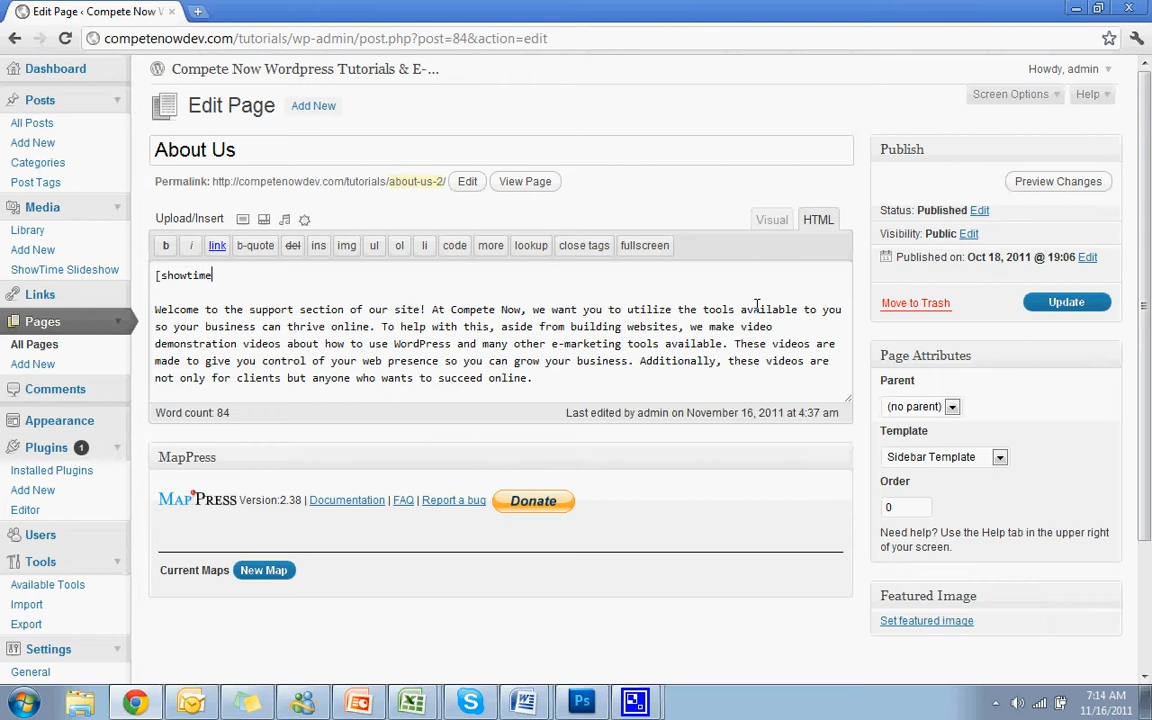 Edit Page ‹ Compete Now W
competenowdev.com/tutorials/wp-admin/post.php?post=84&action=edit
Compete Now Wordpress Tutorials & E-...
Howdy, admin
Screen Options
Help
Edit Page
Add New
Dashboard
Posts
All Posts
Add New
Categories
Post Tags
Media
Library
Add New
ShowTime Slideshow
Links
Pages
All Pages
Add New
Comments
Appearance
Plugins 1
Installed Plugins
Add New
Editor
Users
Tools
Available Tools
Import
Export
Settings
General
About Us
Permalink: http://competenowdev.com/tutorials/about-us-2/
Edit
View Page
Upload/Insert
Visual
HTML
b
i
link
b-quote
del
ins
img
ul
ol
li
code
more
lookup
close tags
fullscreen
[showtime
Welcome to the support section of our site! At Compete Now, we want you to utilize the tools available to you
so your business can thrive online. To help with this, aside from building websites, we make video
demonstration videos about how to use WordPress and many other e-marketing tools available. These videos are
made to give you control of your web presence so you can grow your business. Additionally, these videos are
not only for clients but anyone who wants to succeed online.
Word count: 84
Last edited by admin on November 16, 2011 at 4:37 am
MapPress
MapPress Version:2.38 | Documentation | FAQ | Report a bug
Donate
Current Maps
New Map
Publish
Preview Changes
Status: Published Edit
Visibility: Public Edit
Published on: Oct 18, 2011 @ 19:06 Edit
Move to Trash
Update
Page Attributes
Parent
(no parent)
Template
Sidebar Template
Order
0
Need help? Use the Help tab in the upper right
of your screen.
Featured Image
Set featured image
7:14 AM
11/16/2011